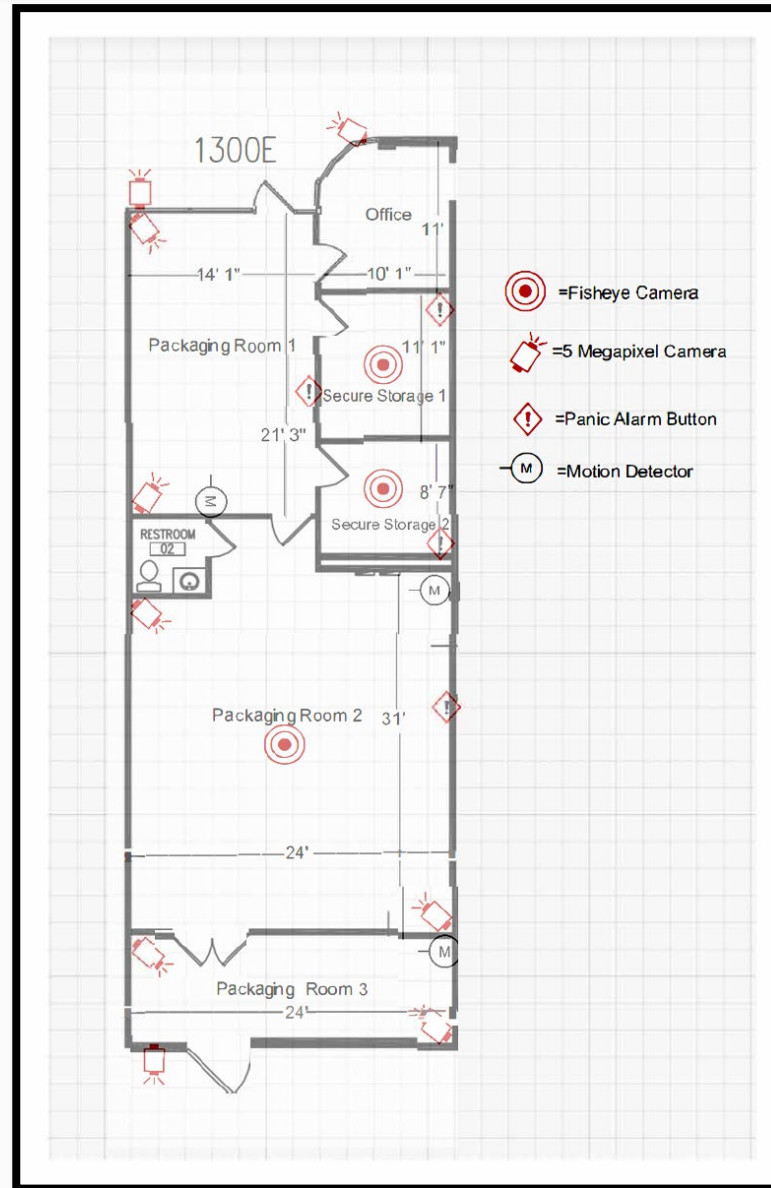 1300E
Office
11'
14' 1"
10' 1"
=Fisheye Camera
!
11' 1"
Packaging Room 1
=5 Megapixel Camera
!
Secure Storage 1
! =Panic Alarm Button
21' 3"
M =Motion Detector
8' 7"
M
Secure Storage 2
RESTROOM
02
!
M
!
Packaging Room 2
31'
24'
M
Packaging Room 3
24'